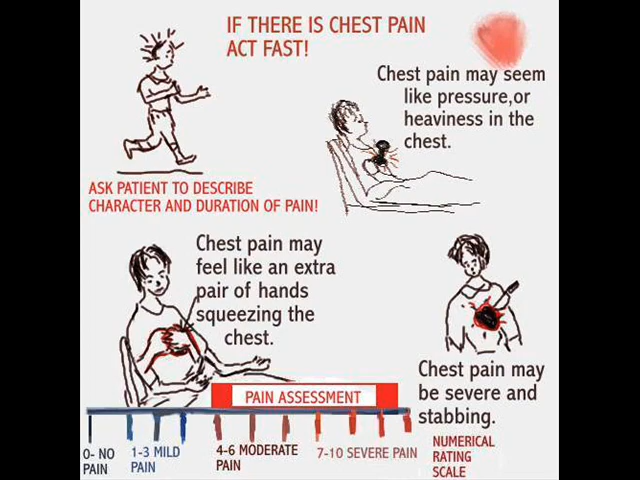 IF THERE IS CHEST PAIN
ACT FAST!
Chest pain may seem
like pressure,or
heaviness in the
chest.
ASK PATIENT TO DESCRIBE
CHARACTER AND DURATION OF PAIN!
Chest pain may
feel like an extra
pair of hands
squeezing the
chest.
Chest pain may
be severe and
stabbing.
PAIN ASSESSMENT
0- NO
PAIN
1-3 MILD
PAIN
4-6 MODERATE
PAIN
7-10 SEVERE PAIN
NUMERICAL
RATING
SCALE